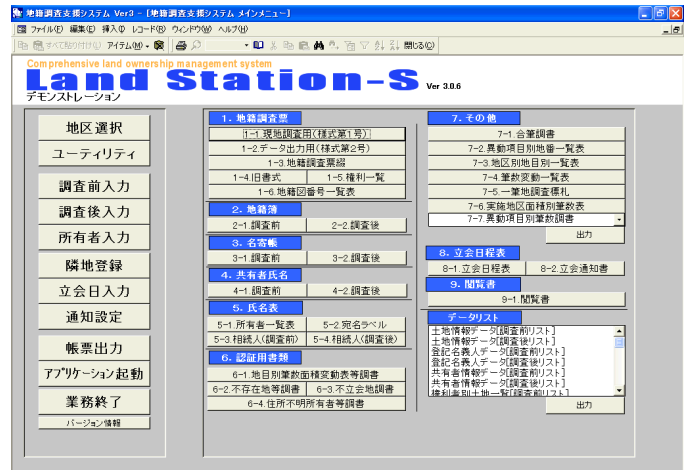 地籍調査支援システム Ver3 - [地籍調査支援システム メインメニュー]
ファイル(F) 編集(E) 挿入(I) レコード(R) ウィンドウ(W) ヘルプ(H)
すべて貼り付け(L) アイテム(M) 閉じる(C)
Comprehensive land ownership management system
Land Station-S Ver 3.0.6
デモンストレーション
地区選択
ユーティリティ
調査前入力
調査後入力
所有者入力
隣地登録
立会日入力
通知設定
帳票出力
アプリケーション起動
業務終了
バージョン情報
1. 地籍調査票
1-1.現地調査用(様式第1号)
1-2.データ出力用(様式第2号)
1-3.地籍調査票綴
1-4.旧書式 1-5.権利一覧
1-6.地籍図番号一覧表
2. 地籍簿
2-1.調査前 2-2.調査後
3. 名寄帳
3-1.調査前 3-2.調査後
4. 共有者氏名
4-1.調査前 4-2.調査後
5. 氏名表
5-1.所有者一覧表 5-2.宛名ラベル
5-3.相続人(調査前) 5-4.相続人(調査後)
6. 認証用書類
6-1.地目別筆数面積変動表等調書
6-2.不存在地等調書 6-3.不立会地調書
6-4.住所不明所有者等調書
7. その他
7-1.合筆調書
7-2.異動項目別地番一覧表
7-3.地区別地目別一覧表
7-4.筆数変動一覧表
7-5.一筆地調査標札
7-6.実施地区面積別筆数表
7-7.異動項目別筆数調書
出力
8. 立会日程表
8-1.立会日程表 8-2.立会通知書
9. 閲覧書
9-1.閲覧書
データリスト
土地情報データ[調査前リスト]
土地情報データ[調査後リスト]
登記名義人データ[調査前リスト]
登記名義人データ[調査後リスト]
共有者情報データ[調査前リスト]
共有者情報データ[調査後リスト]
権利者別土地一覧[調査前リスト]
出力